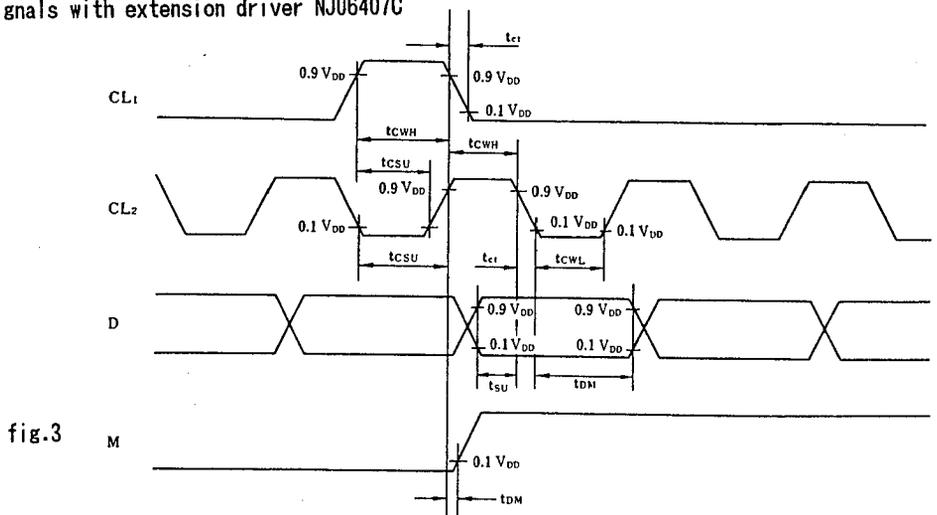 gnals with extension driver NJU6407C
tct
0.9 VDD 0.9 VDD
CL1
0.1 VDD
tCWH
tCWH
tCSU
0.9 VDD 0.9 VDD
CL2
0.1 VDD 0.1 VDD 0.1 VDD
tCSU tct tCWL
D 0.9 VDD 0.9 VDD
0.1 VDD 0.1 VDD
tSU tDM
fig.3 M
0.1 VDD
tDM